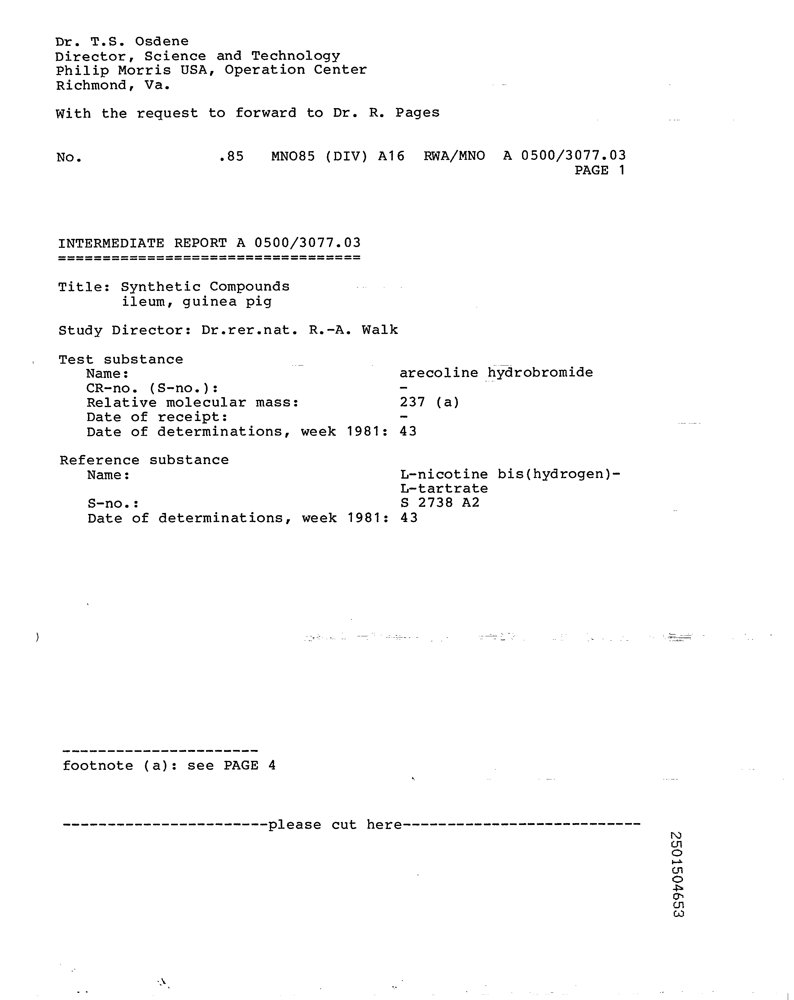 Dr. T.S. Osdene
Director, Science and Technology
Philip Morris USA, Operation Center
Richmond, Va.
With the request to forward to Dr. R. Pages
No. .85 MNO85 (DIV) A16 RWA/MNO A 0500/3077.03
PAGE 1
INTERMEDIATE REPORT A 0500/3077.03
==================================
Title: Synthetic Compounds
ileum, guinea pig
Study Director: Dr.rer.nat. R.-A. Walk
Test substance
Name: arecoline hydrobromide
CR-no. (S-no.): -
Relative molecular mass: 237 (a)
Date of receipt: -
Date of determinations, week 1981: 43
Reference substance
Name: L-nicotine bis(hydrogen)-
L-tartrate
S-no.: S 2738 A2
Date of determinations, week 1981: 43
----------------------
footnote (a): see PAGE 4
-----------------------please cut here---------------------------
2501504653